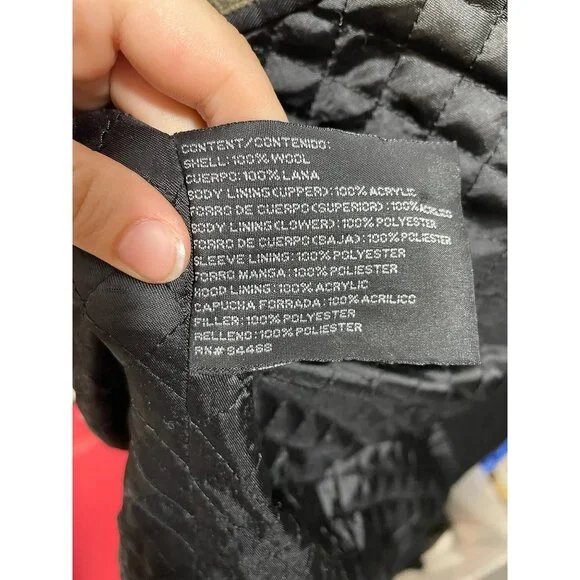 CONTENT/CONTENIDO:
SHELL:100% WOOL
CUERPO:100% LANA
BODY LINING(UPPER):100% ACRYLIC
FORRO DE CUERPO(SUPERIOR):100% ACRILICO
BODY LINING(LOWER):100% POLYESTER
FORRO DE CUERPO(BAJA):100% POLIESTER
SLEEVE LINING:100% POLYESTER
FORRO MANGA:100% POLIESTER
HOOD LINING:100% ACRYLIC
CAPUCHA FORRADA:100% ACRILICO
FILLER:100% POLYESTER
RELLENO:100% POLIESTER
RN# 94468